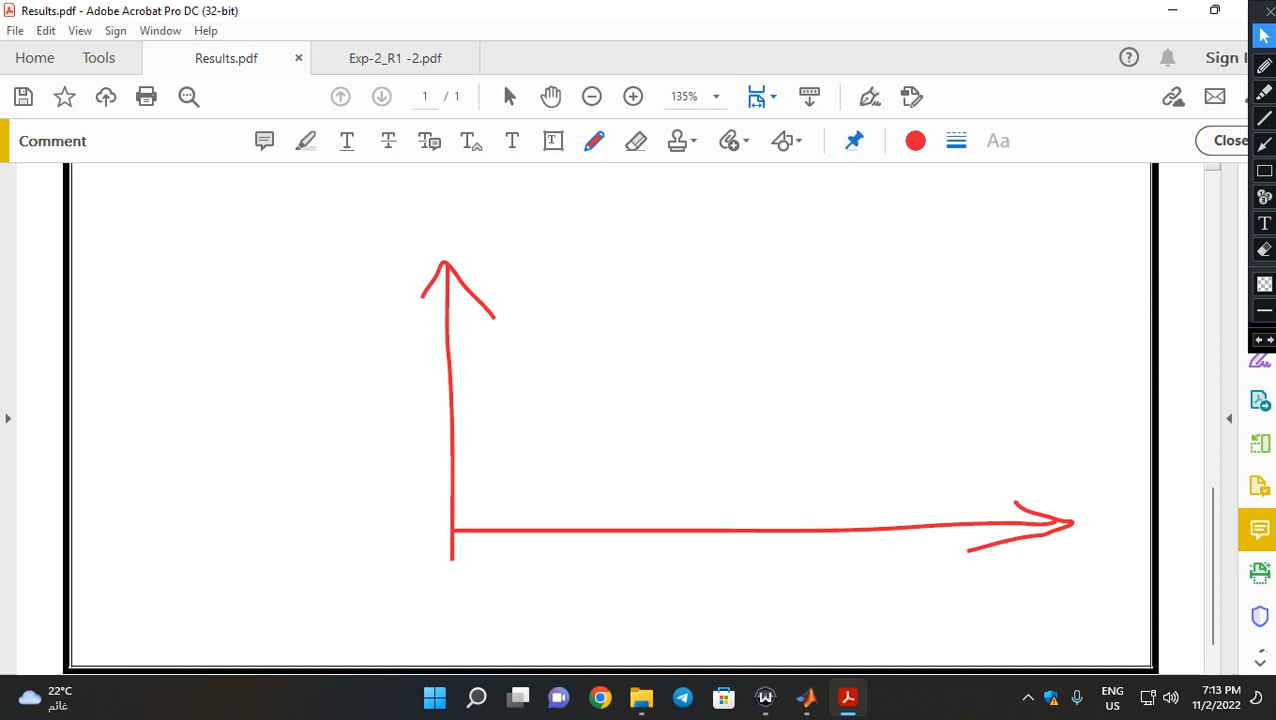 Results.pdf - Adobe Acrobat Pro DC (32-bit)
File Edit View Sign Window Help
Home Tools Results.pdf × Exp-2_R1 -2.pdf Sign I
1 / 1 135%
Comment Aa Close
22°C
غائم
ENG
US
7:13 PM
11/2/2022